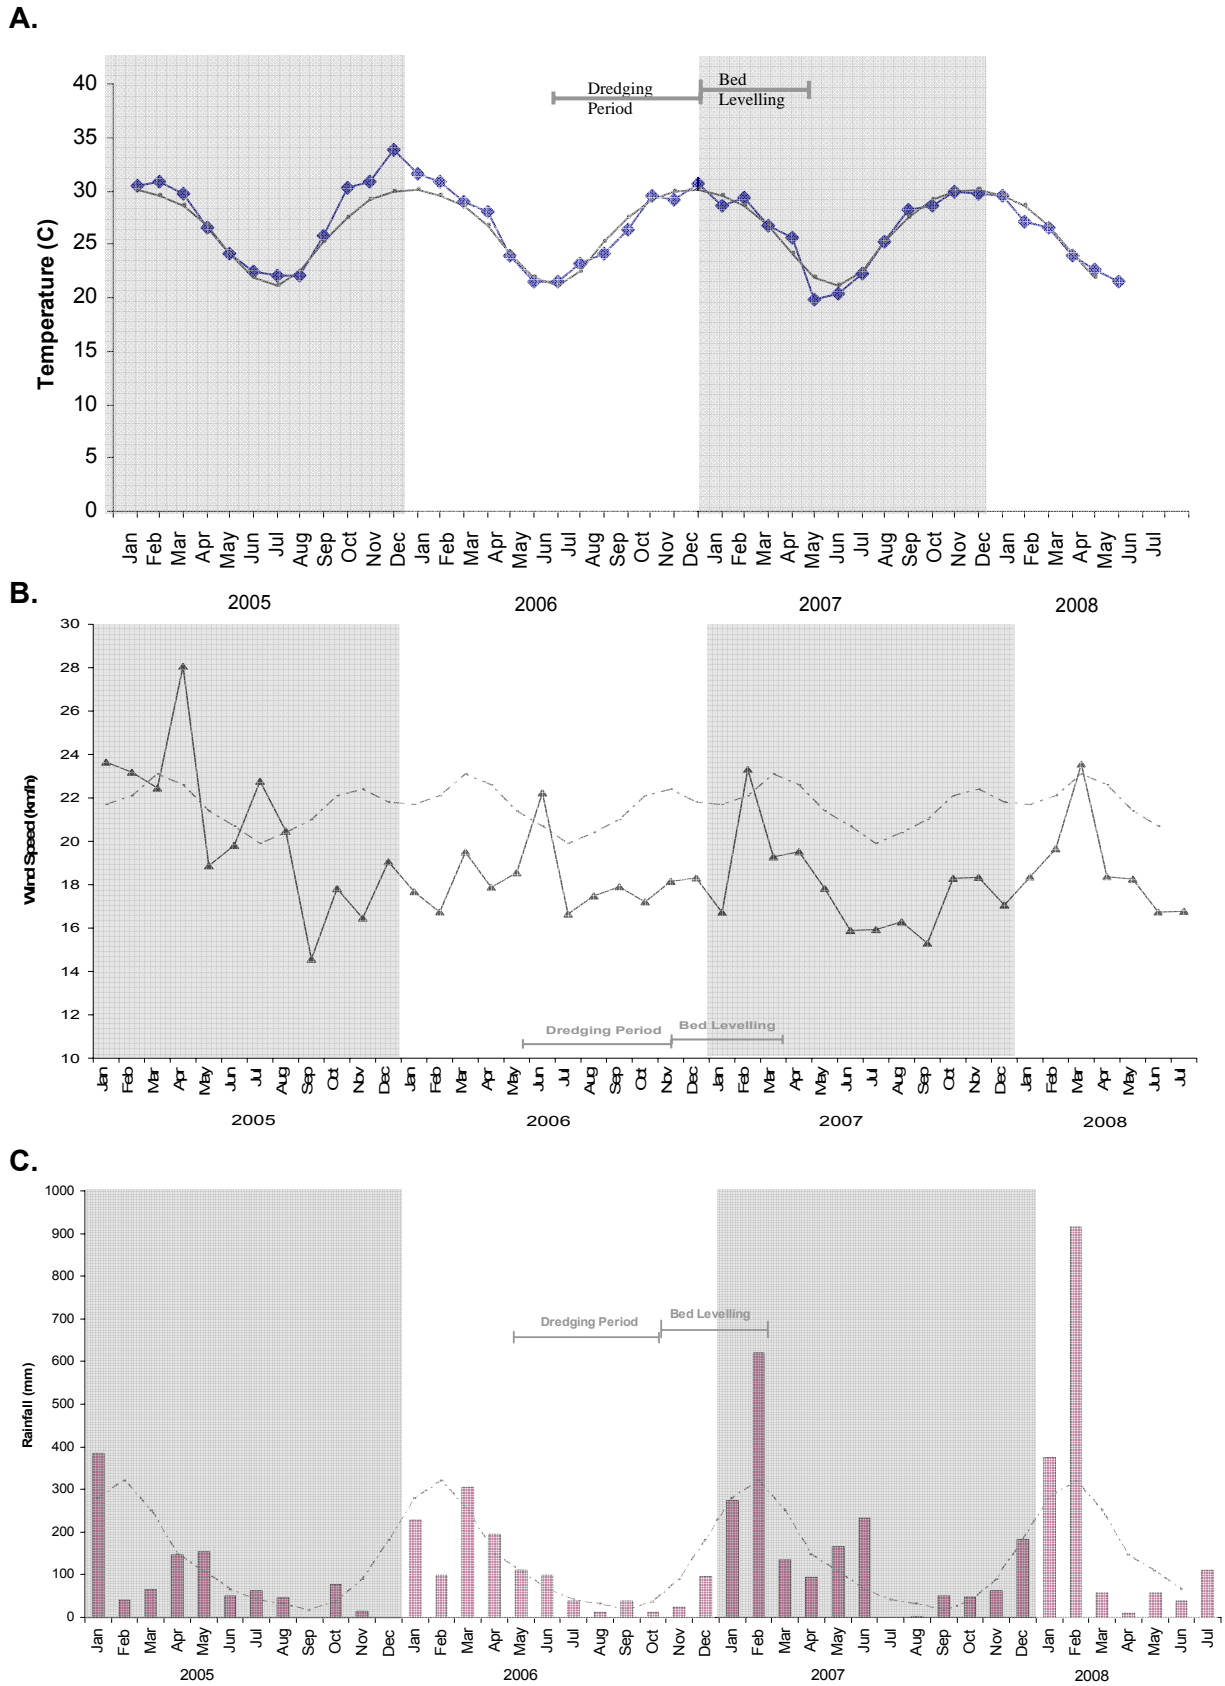 A.
Temperature (C)
40
35
30
25
20
15
10
5
0
Dredging
Period
Bed
Levelling
Jan Feb Mar Apr May Jun Jul Aug Sep Oct Nov Dec Jan Feb Mar Apr May Jun Jul Aug Sep Oct Nov Dec Jan Feb Mar Apr May Jun Jul Aug Sep Oct Nov Dec Jan Feb Mar Apr May Jun Jul
2005 2006 2007 2008
B.
Wind Speed (km/h)
30
28
26
24
22
20
18
16
14
12
10
Dredging Period Bed Levelling
Jan Feb Mar Apr May Jun Jul Aug Sep Oct Nov Dec Jan Feb Mar Apr May Jun Jul Aug Sep Oct Nov Dec Jan Feb Mar Apr May Jun Jul Aug Sep Oct Nov Dec Jan Feb Mar Apr May Jun Jul
2005 2006 2007 2008
C.
Rainfall (mm)
1000
900
800
700
600
500
400
300
200
100
0
Dredging Period Bed Levelling
Jan Feb Mar Apr May Jun Jul Aug Sep Oct Nov Dec Jan Feb Mar Apr May Jun Jul Aug Sep Oct Nov Dec Jan Feb Mar Apr May Jun Jul Aug Sep Oct Nov Dec Jan Feb Mar Apr May Jun Jul
2005 2006 2007 2008